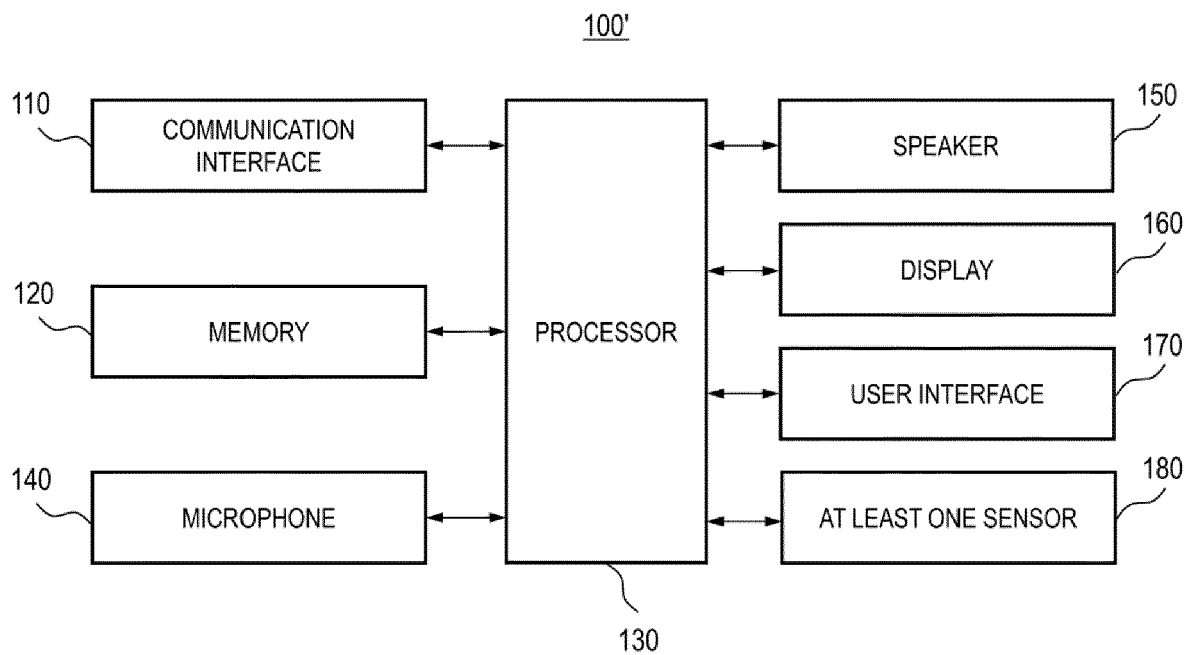 100'
110
COMMUNICATION
INTERFACE
120
MEMORY
140
MICROPHONE
PROCESSOR
130
SPEAKER
150
DISPLAY
160
USER INTERFACE
170
AT LEAST ONE SENSOR
180